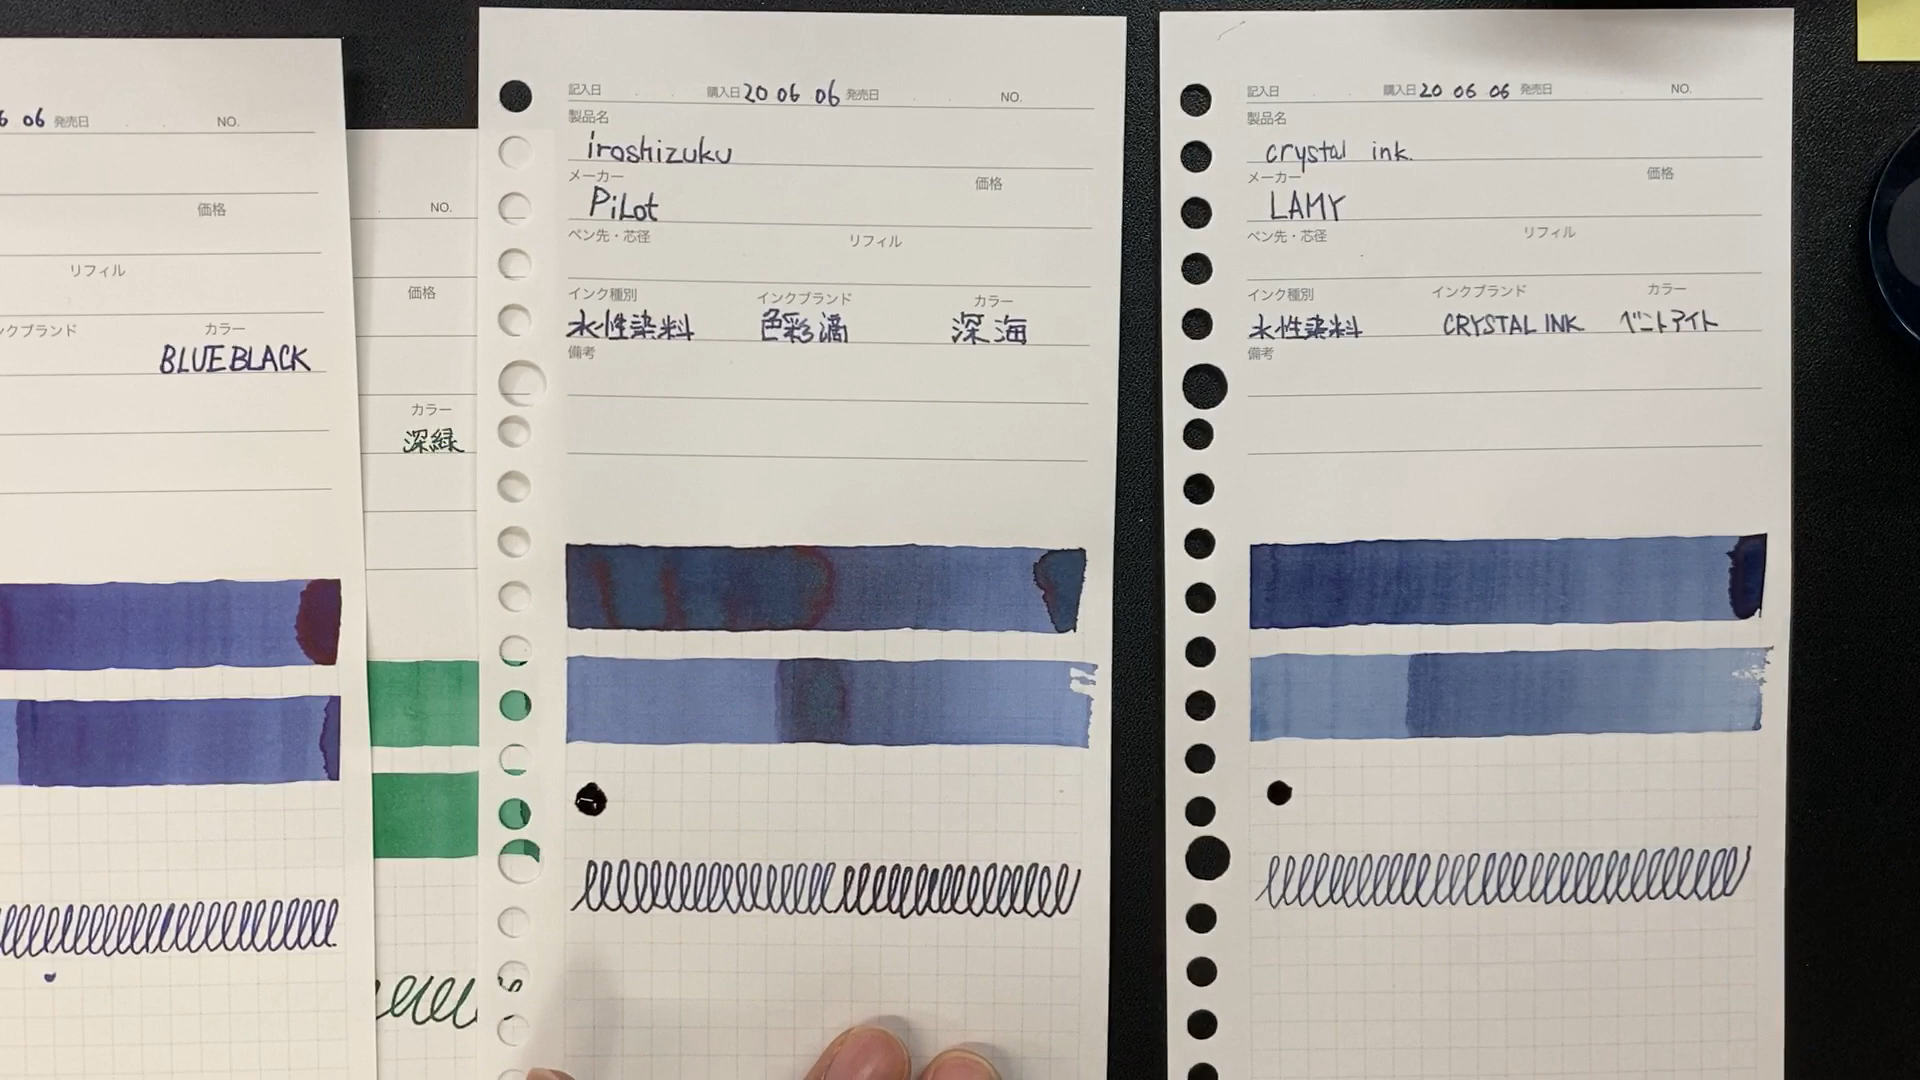 6 06 発売日 NO.
価格
リフィル
ンクブランド カラー
BLUEBLACK
NO.
価格
カラー
深緑
記入日 購入日 20 06 06 発売日 NO.
製品名
iroshizuku
メーカー 価格
PiLot
ペン先・芯径 リフィル
インク種別 インクブランド カラー
水性染料 色彩滴 深海
備考
記入日 購入日 20 06 06 発売日 NO.
製品名
crystal ink.
メーカー 価格
LAMY
ペン先・芯径 リフィル
インク種別 インクブランド カラー
水性染料 CRYSTAL INK ベニトアイト
備考